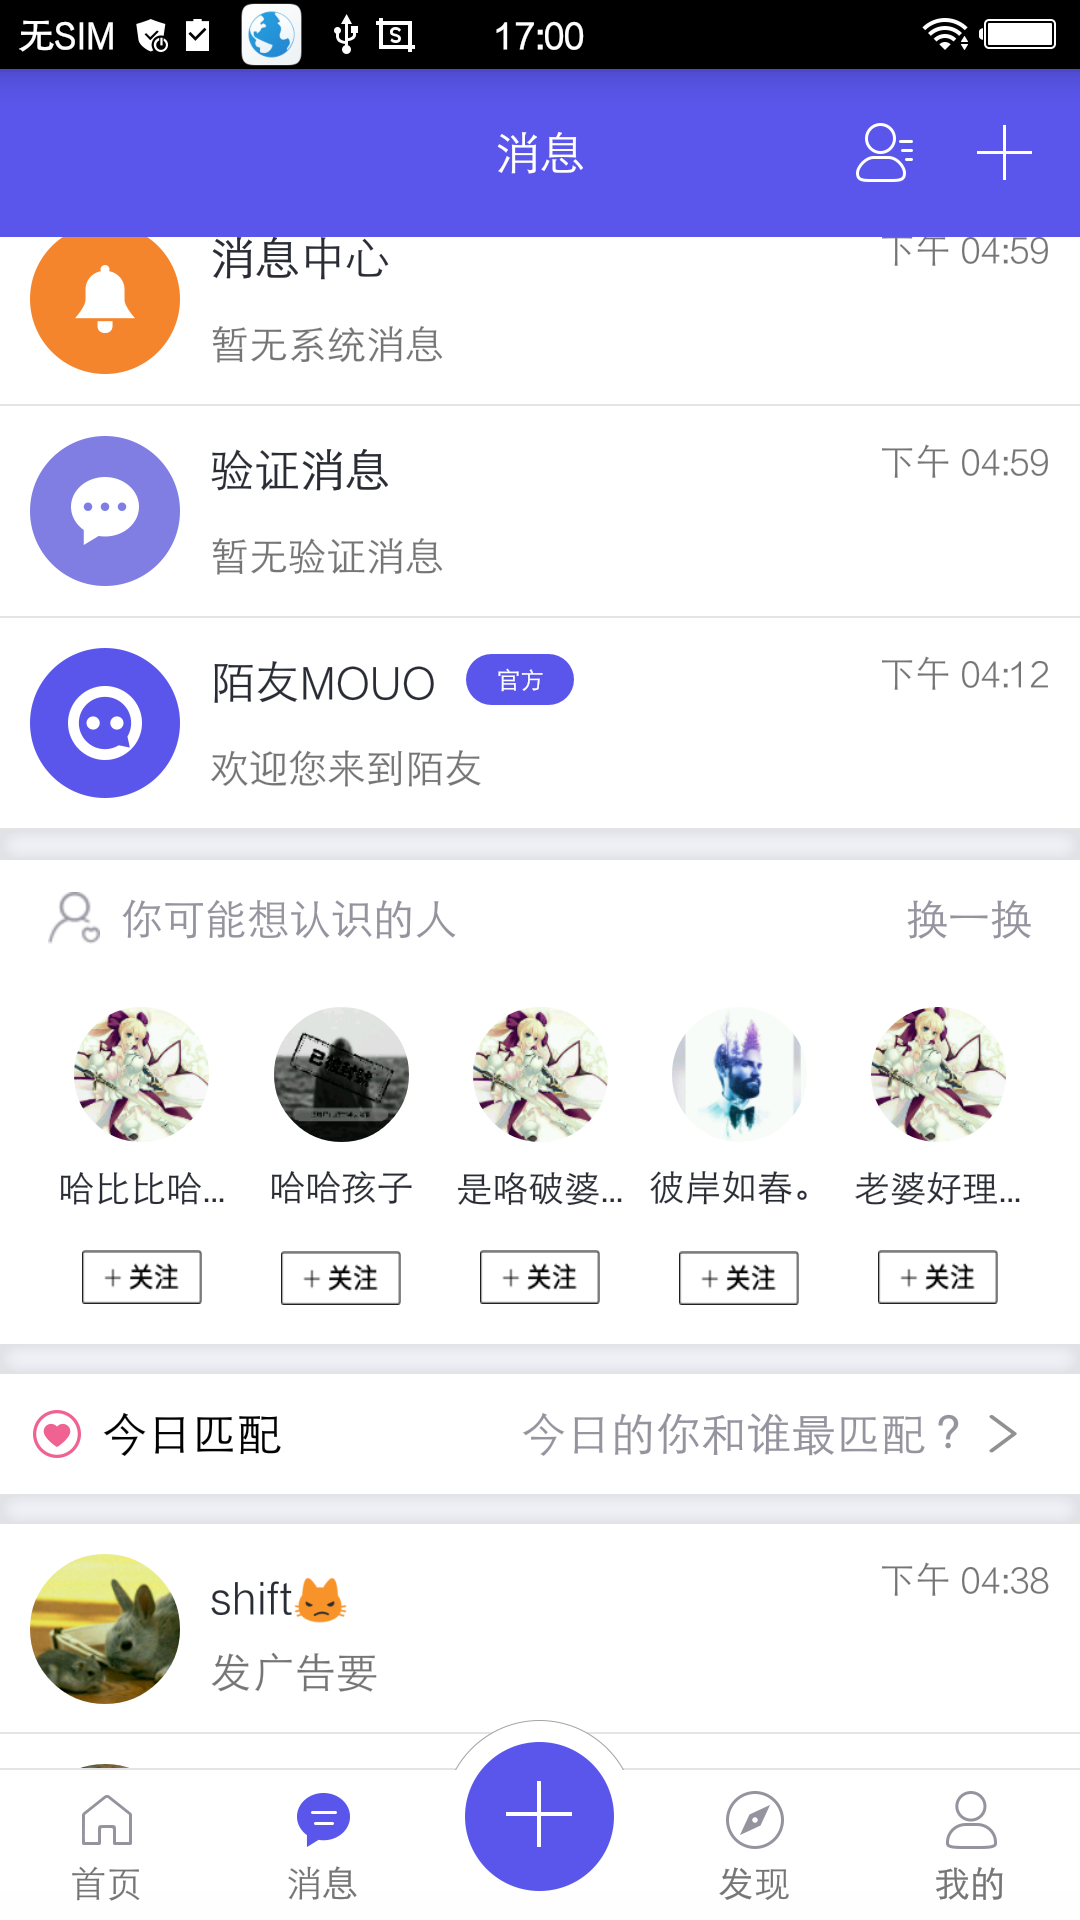 无SIM 17:00
消息
消息中心 下午 04:59
暂无系统消息
验证消息 下午 04:59
暂无验证消息
陌友MOUO 官方 下午 04:12
欢迎您来到陌友
你可能想认识的人 换一换
已被封號
哈比比哈... 哈哈孩子 是咯破婆... 彼岸如春。 老婆好理...
+关注 +关注 +关注 +关注 +关注
今日匹配 今日的你和谁最匹配？
shift 下午 04:38
发广告要
首页 消息 发现 我的